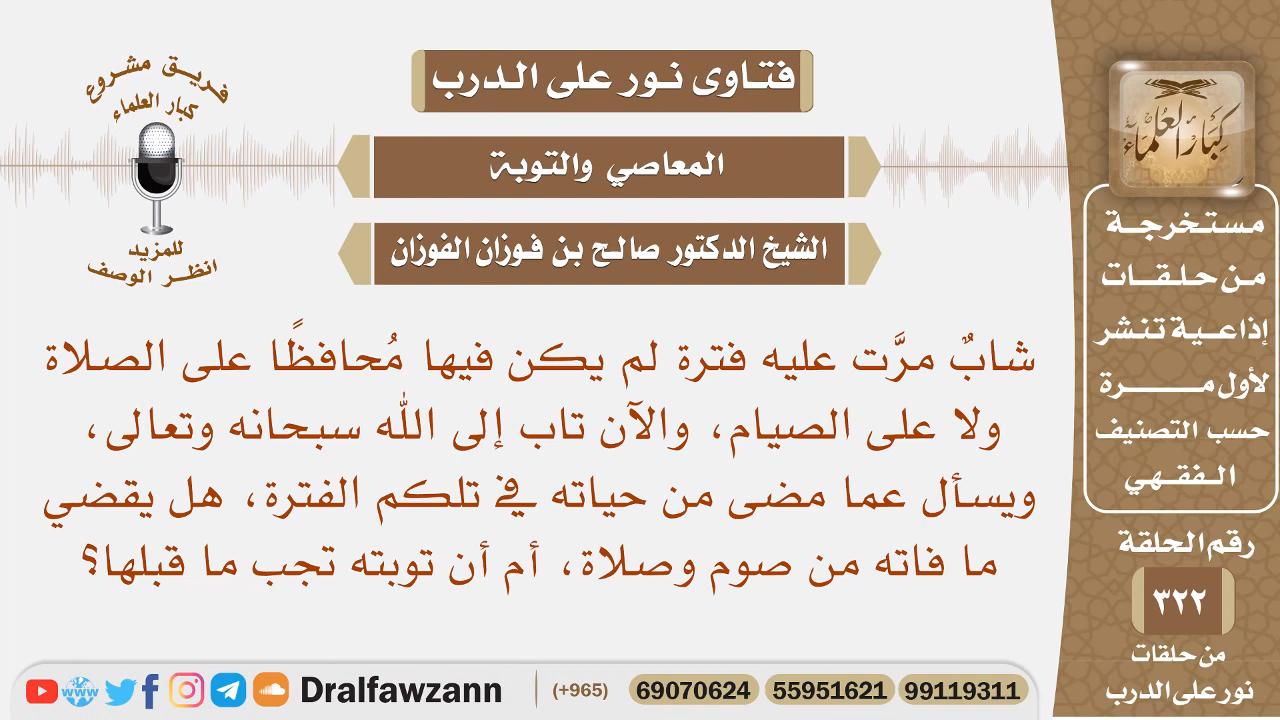 فتاوى نور على الدرب
المعاصي والتوبة
الشيخ الدكتور صالح بن فوزان الفوزان
فريق مشروع
كبار العلماء
للمزيد
انظر الوصف
شابٌ مرَّت عليه فترة لم يكن فيها مُحافظًا على الصلاة
ولا على الصيام، والآن تاب إلى الله سبحانه وتعالى،
ويسأل عما مضى من حياته في تلكم الفترة، هل يقضي
ما فاته من صوم وصلاة، أم أن توبته تجب ما قبلها؟
كِبَارُ العُلَمَاءِ
مستخرجة
من حلقات
إذاعية تنشر
لأول مرة
حسب التصنيف
الفقهي
رقم الحلقة
٣٢٢
من حلقات
نور على الدرب
www Dralfawzann (+965) 69070624 55951621 99119311